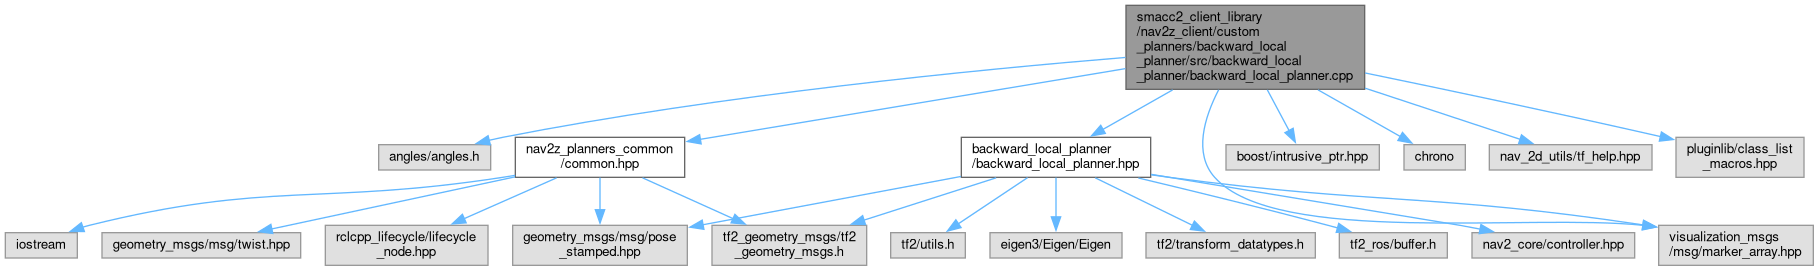 smacc2_client_library
/nav2z_client/custom
_planners/backward_local
_planner/src/backward_local
_planner/backward_local_planner.cpp
angles/angles.h
nav2z_planners_common
/common.hpp
backward_local_planner
/backward_local_planner.hpp
boost/intrusive_ptr.hpp
chrono
nav_2d_utils/tf_help.hpp
pluginlib/class_list
_macros.hpp
iostream
geometry_msgs/msg/twist.hpp
rclcpp_lifecycle/lifecycle
_node.hpp
geometry_msgs/msg/pose
_stamped.hpp
tf2_geometry_msgs/tf2
_geometry_msgs.h
tf2/utils.h
eigen3/Eigen/Eigen
tf2/transform_datatypes.h
tf2_ros/buffer.h
nav2_core/controller.hpp
visualization_msgs
/msg/marker_array.hpp